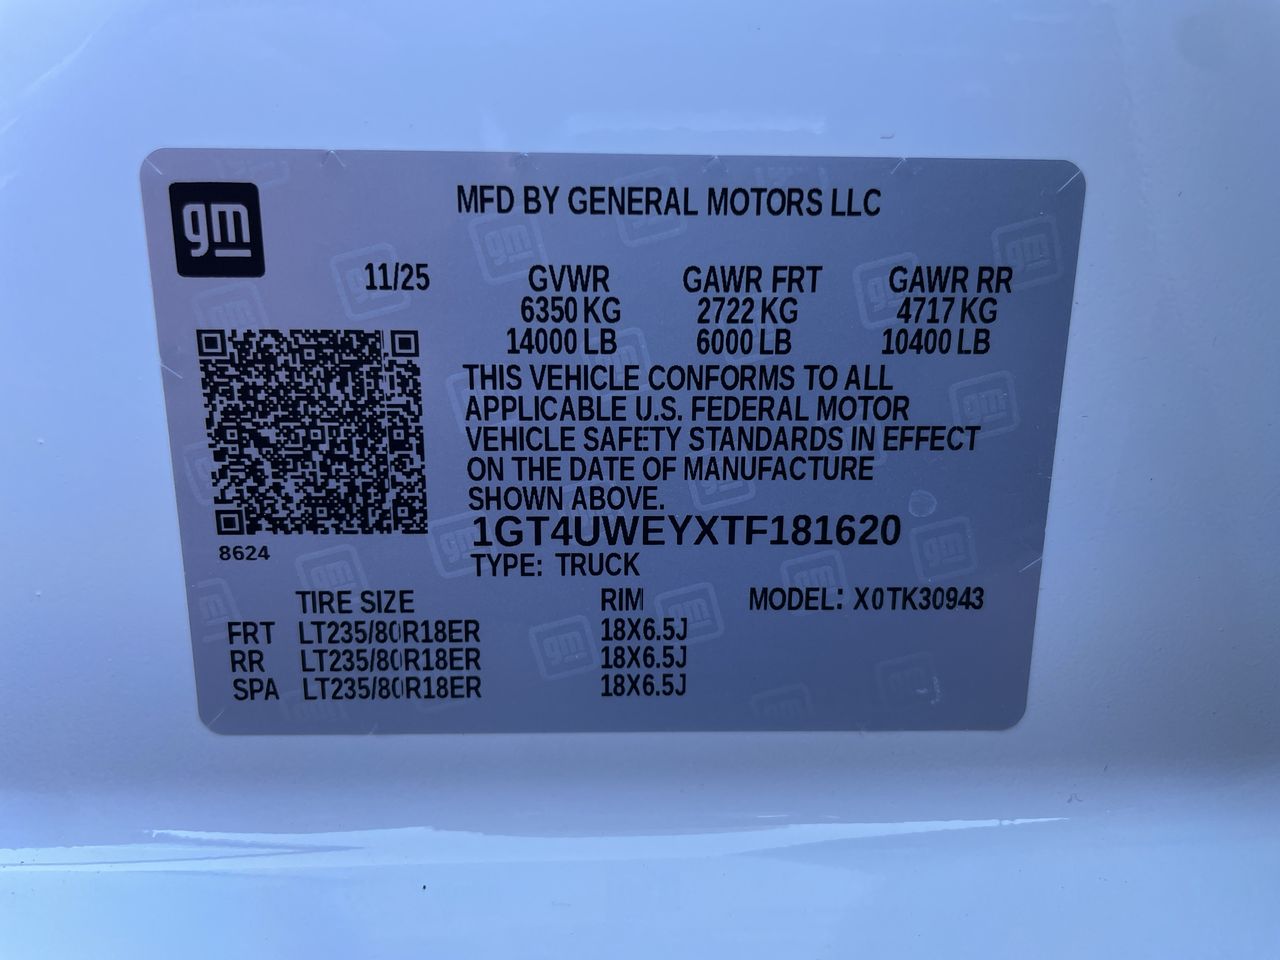 gm
MFD BY GENERAL MOTORS LLC
11/25 GVWR GAWR FRT GAWR RR
6350 KG 2722 KG 4717 KG
14000 LB 6000 LB 10400 LB
THIS VEHICLE CONFORMS TO ALL
APPLICABLE U.S. FEDERAL MOTOR
VEHICLE SAFETY STANDARDS IN EFFECT
ON THE DATE OF MANUFACTURE
SHOWN ABOVE.
1GT4UWEYXTF181620
8624
TYPE: TRUCK
TIRE SIZE RIM MODEL: X0TK30943
FRT LT235/80R18ER 18X6.5J
RR LT235/80R18ER 18X6.5J
SPA LT235/80R18ER 18X6.5J